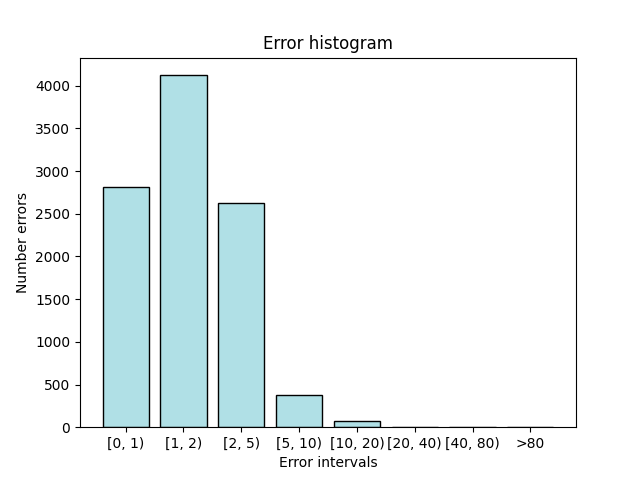 Error histogram
Number errors
4000
3500
3000
2500
2000
1500
1000
500
0
[0, 1) [1, 2) [2, 5) [5, 10) [10, 20) [20, 40) [40, 80) >80
Error intervals